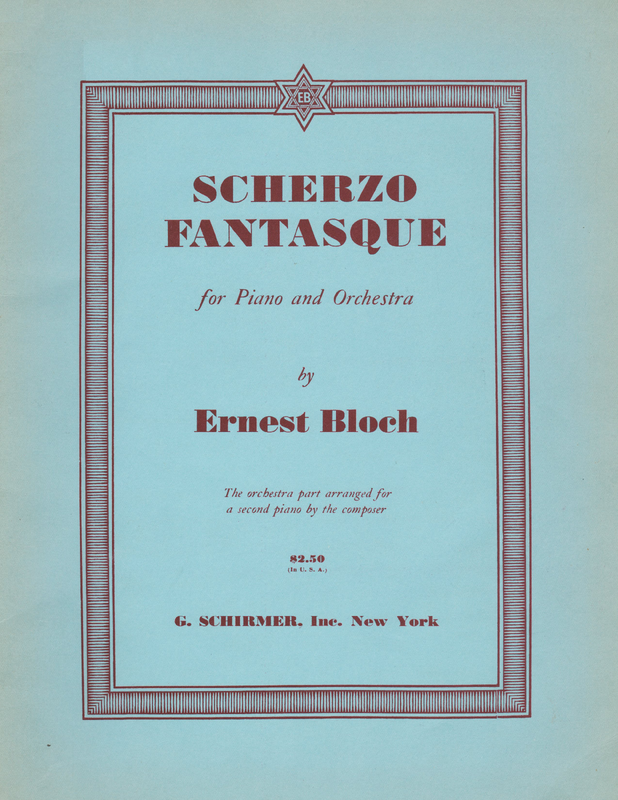 EB
SCHERZO
FANTASQUE
for Piano and Orchestra
by
Ernest Bloch
The orchestra part arranged for
a second piano by the composer
$2.50
(In U. S. A.)
G. SCHIRMER, Inc. New York